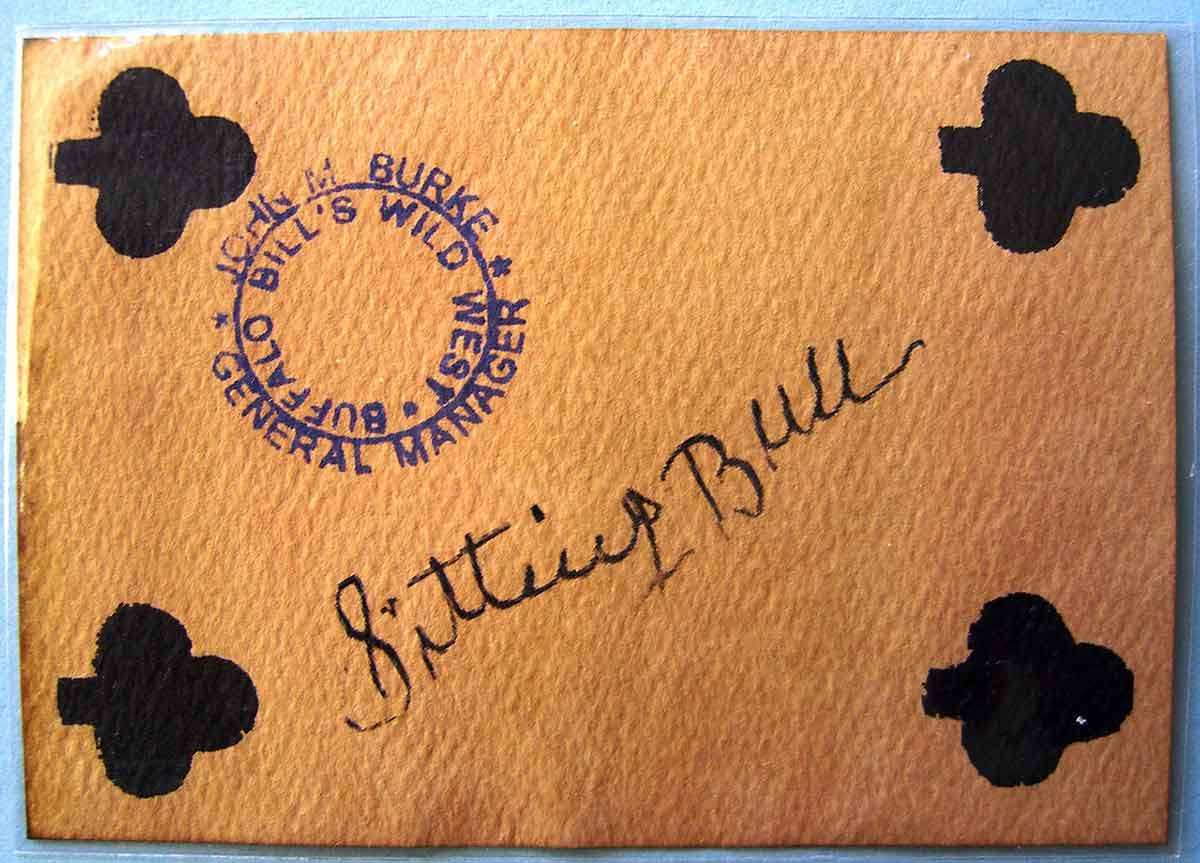 JOHN M BURKE
* GENERAL MANAGER *
BUFFALO BILL'S WILD WEST •
Sitting Bull